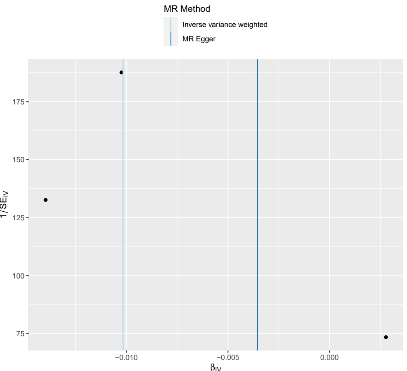 MR Method
Inverse variance weighted
MR Egger
175
150
125
100
75
1/SE_IV
−0.010
−0.005
0.000
β_IV